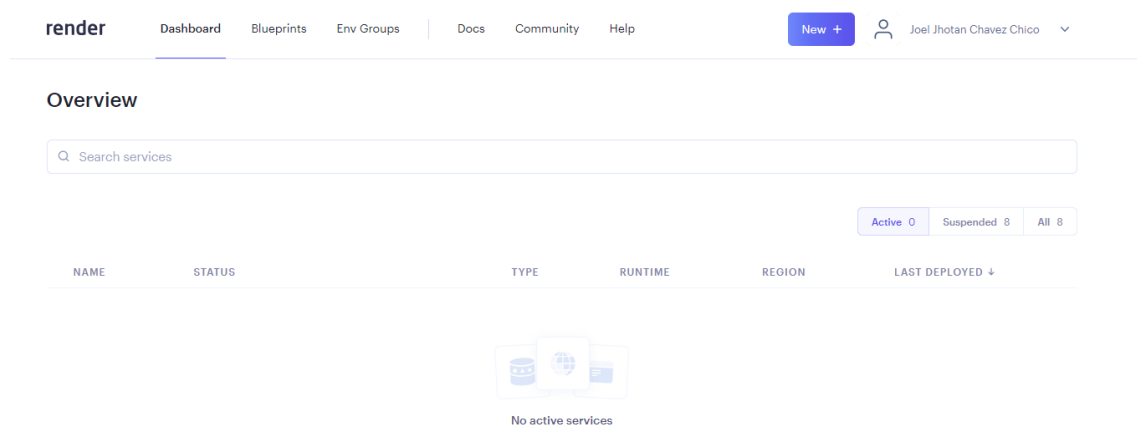 render Dashboard Blueprints Env Groups Docs Community Help New + Joel Jhotan Chavez Chico
Overview
Search services
Active 0 Suspended 8 All 8
NAME STATUS TYPE RUNTIME REGION LAST DEPLOYED ↓
No active services